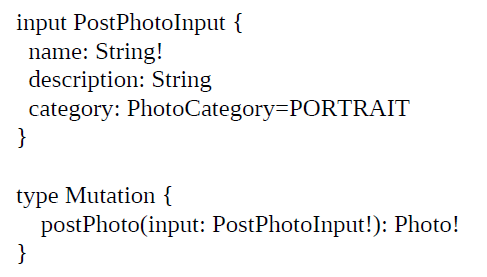 input PostPhotoInput {
name: String!
description: String
category: PhotoCategory=PORTRAIT
}
type Mutation {
postPhoto(input: PostPhotoInput!): Photo!
}